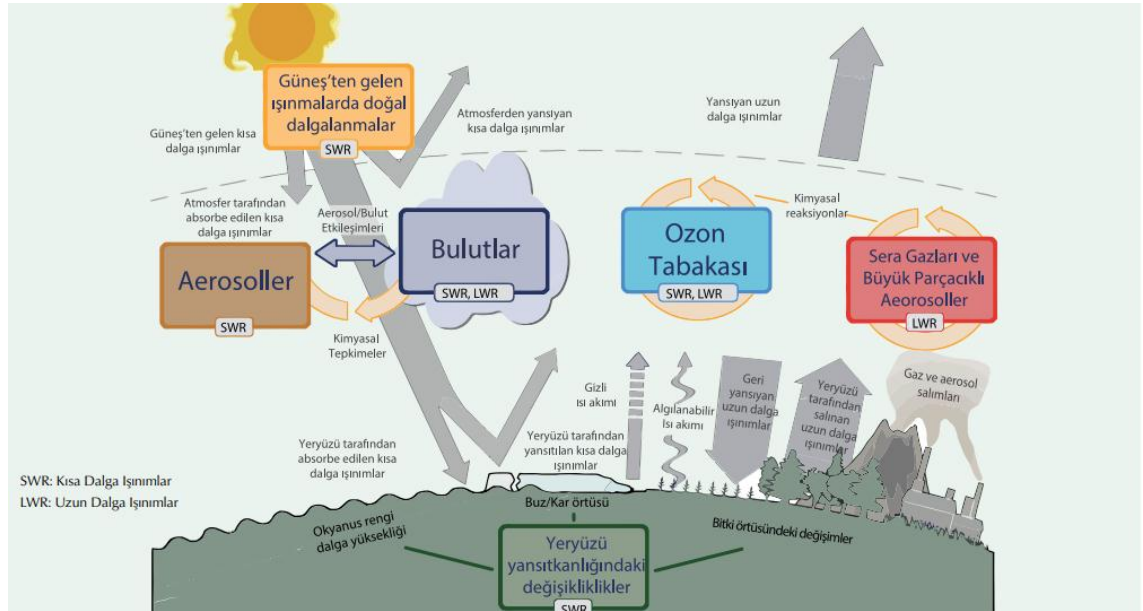 Güneş'ten gelen
ışınmalarda doğal
dalgalanmalar
SWR
Güneş'ten gelen kısa
dalga ışınımlar
Atmosferden yansıyan
kısa dalga ışınımlar
Yansıyan uzun
dalga ışınımlar
Atmosfer tarafından
absorbe edilen kısa
dalga ışınımlar
Aerosol/Bulut
Etkileşimleri
Aerosoller
SWR
Bulutlar
SWR, LWR
Kimyasal
Tepkimeler
Ozon
Tabakası
SWR, LWR
Kimyasal
reaksiyonlar
Sera Gazları ve
Büyük Parçacıklı
Aeorosoller
LWR
Yeryüzü tarafından
absorbe edilen kısa
dalga ışınımlar
Yeryüzü tarafından
yansıtılan kısa dalga
ışınımlar
Gizli
ısı akımı
Algılanabilir
Isı akımı
Geri
yansıyan
uzun dalga
ışınımlar
Yeryüzü
tarafından
salınan
uzun dalga
ışınımlar
Gaz ve aerosol
salımları
SWR: Kısa Dalga Işınımlar
LWR: Uzun Dalga Işınımlar
Okyanus rengi
dalga yüksekliği
Buz/Kar örtüsü
Bitki örtüsündeki değişimler
Yeryüzü
yansıtkanlığındaki
değişikliklikler
SWR